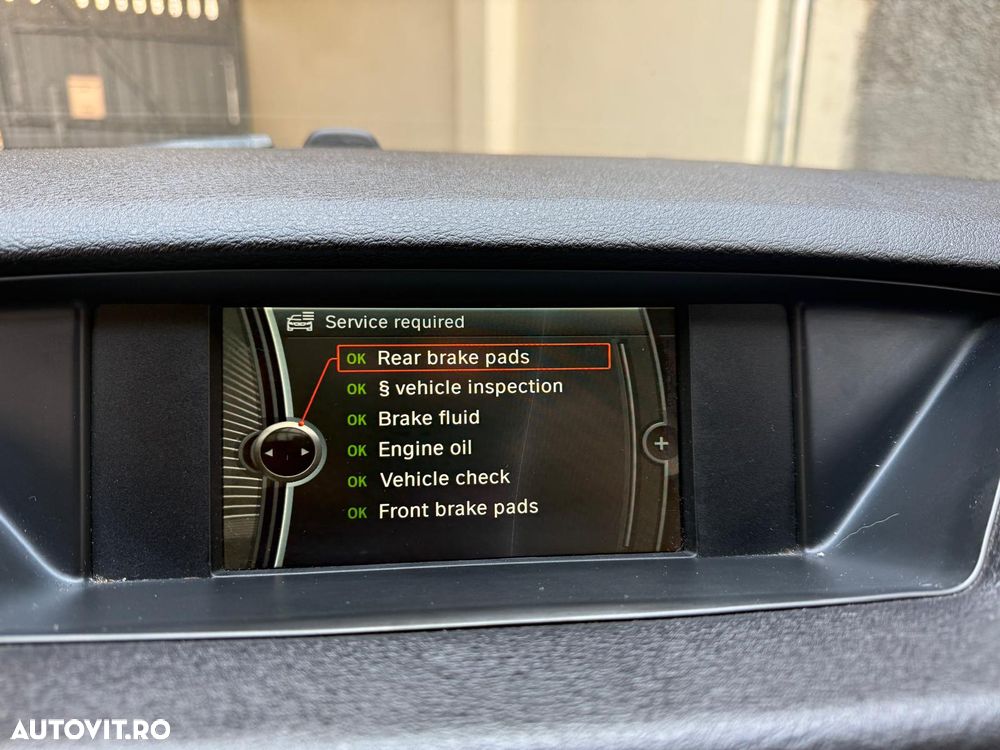 Service required
OK Rear brake pads
OK § vehicle inspection
OK Brake fluid
OK Engine oil
OK Vehicle check
OK Front brake pads
AUTOVIT.RO